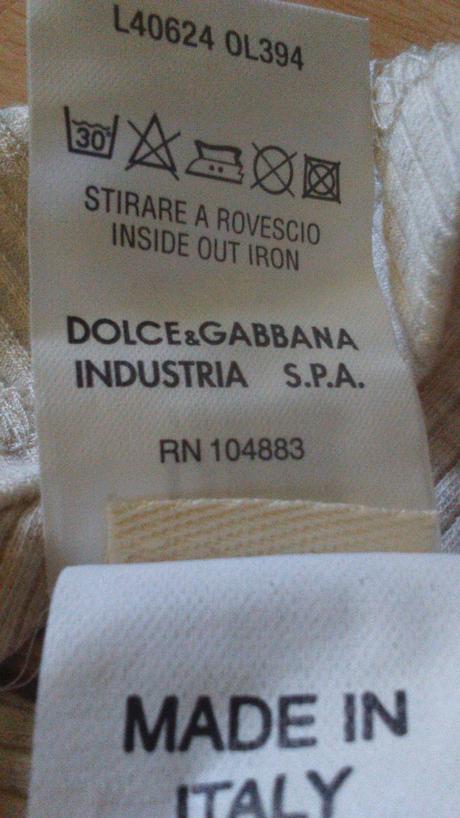 L40624 OL394
30°
STIRARE A ROVESCIO
INSIDE OUT IRON
DOLCE&GABBANA
INDUSTRIA S.P.A.
RN 104883
MADE IN
ITALY